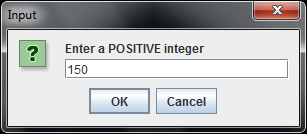 Input
Enter a POSITIVE integer
150
OK Cancel